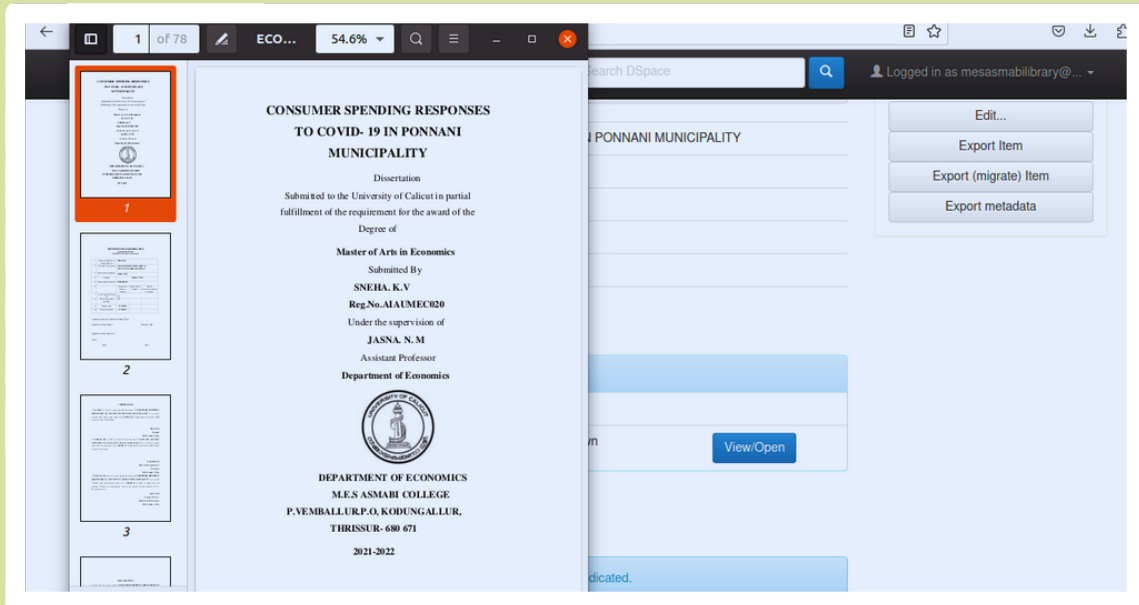 1 of 78 ECO... 54.6%
Search DSpace
Logged in as mesasmabilibrary@...
CONSUMER SPENDING RESPONSES
TO COVID- 19 IN PONNANI
MUNICIPALITY
Dissertation
Submitted to the University of Calicut in partial
fulfillment of the requirement for the award of the
Degree of
Master of Arts in Economics
Submitted By
SNEHA. K.V
Reg.No.AIAUMEC020
Under the supervision of
JASNA. N. M
Assistant Professor
Department of Economics
UNIVERSITY OF CALICUT
DEPARTMENT OF ECONOMICS
M.E.S ASMABI COLLEGE
P.VEMBALLUR.P.O, KODUNGALLUR,
THRISSUR- 680 671
2021-2022
1
2
3
PONNANI MUNICIPALITY
View/Open
dicated.
Edit...
Export Item
Export (migrate) Item
Export metadata